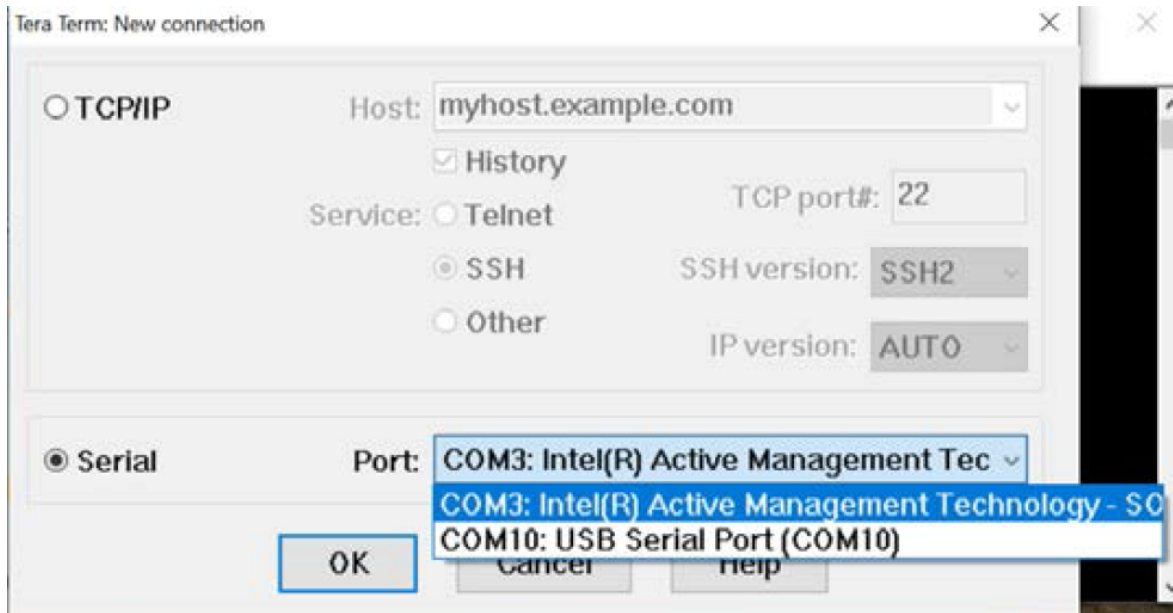 Tera Term: New connection
TCP/IP
Host: myhost.example.com
History
TCP port#: 22
Service: Telnet
SSH
SSH version: SSH2
Other
IP version: AUTO
Serial
Port: COM3: Intel(R) Active Management Tec
COM3: Intel(R) Active Management Technology - SO
COM10: USB Serial Port (COM10)
OK
Cancel
Help